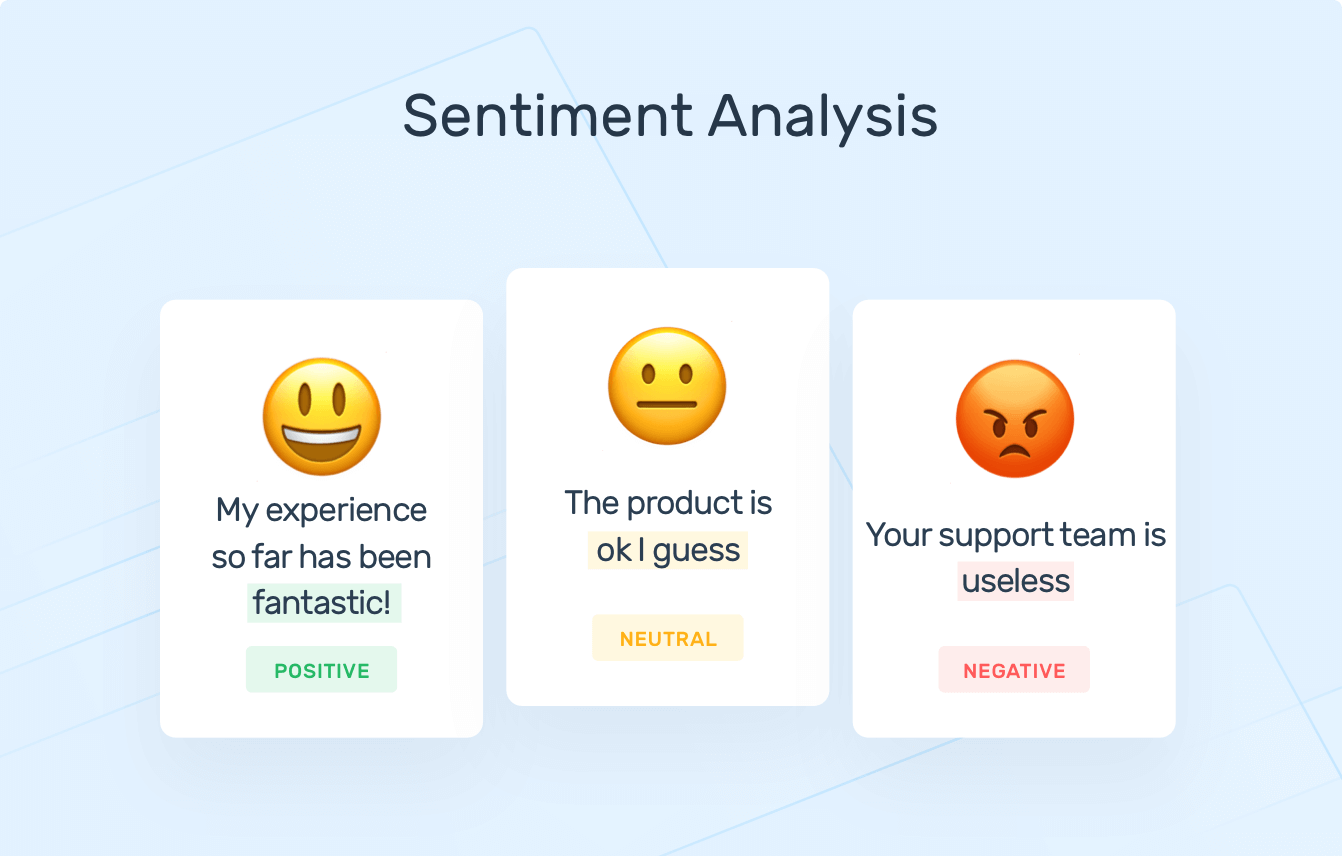 Sentiment Analysis
My experience
so far has been
fantastic!
POSITIVE
The product is
ok I guess
NEUTRAL
Your support team is
useless
NEGATIVE